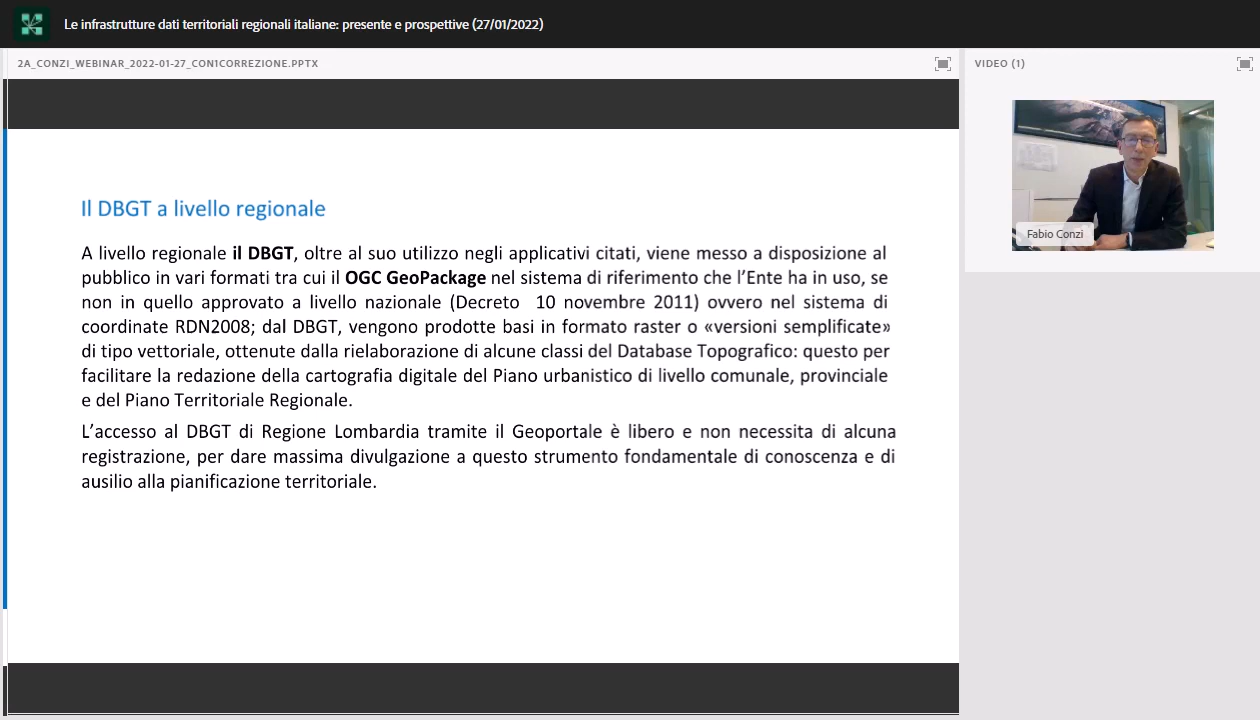 Le infrastrutture dati territoriali regionali italiane: presente e prospettive (27/01/2022)
2A_CONZI_WEBINAR_2022-01-27_CON1CORREZIONE.PPTX
VIDEO (1)
Il DBGT a livello regionale
A livello regionale il DBGT, oltre al suo utilizzo negli applicativi citati, viene messo a disposizione al
pubblico in vari formati tra cui il OGC GeoPackage nel sistema di riferimento che l’Ente ha in uso, se
non in quello approvato a livello nazionale (Decreto 10 novembre 2011) ovvero nel sistema di
coordinate RDN2008; dal DBGT, vengono prodotte basi in formato raster o «versioni semplificate»
di tipo vettoriale, ottenute dalla rielaborazione di alcune classi del Database Topografico: questo per
facilitare la redazione della cartografia digitale del Piano urbanistico di livello comunale, provinciale
e del Piano Territoriale Regionale.
L’accesso al DBGT di Regione Lombardia tramite il Geoportale è libero e non necessita di alcuna
registrazione, per dare massima divulgazione a questo strumento fondamentale di conoscenza e di
ausilio alla pianificazione territoriale.
Fabio Conzi